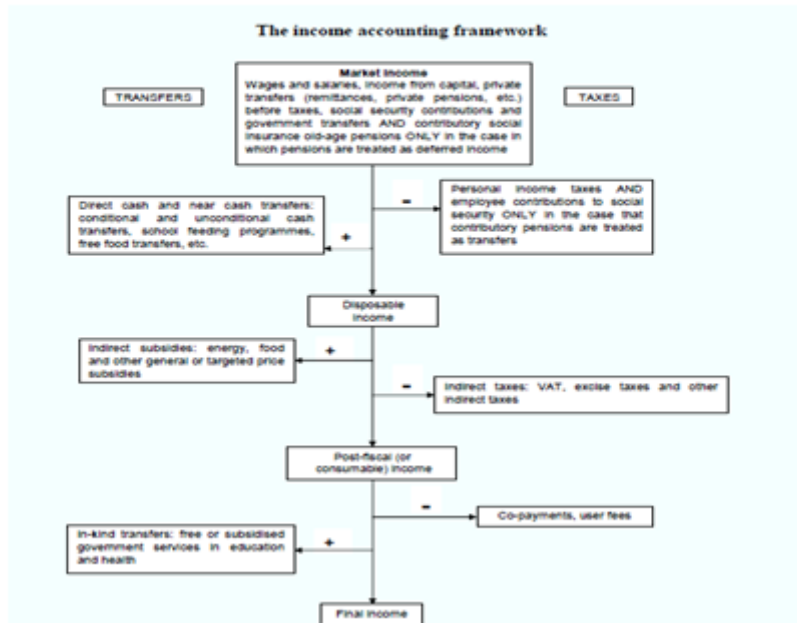 The income accounting framework
TRANSFERS
Market Income
Wages and salaries, income from capital, private
transfers (remittances, private pensions, etc.)
before taxes, social security contributions and
government transfers AND contributory social
insurance old-age pensions ONLY in the case in
which pensions are treated as deferred income
TAXES
-
Personal income taxes AND
employee contributions to social
security ONLY in the case that
contributory pensions are treated
as transfers
Direct cash and near cash transfers:
conditional and unconditional cash
transfers, school feeding programmes,
free food transfers, etc.
+
Disposable
income
Indirect subsidies: energy, food
and other general or targeted price
subsidies
+
-
Indirect taxes: VAT, excise taxes and other
indirect taxes
Post-fiscal (or
consumable) income
-
Co-payments, user fees
In-kind transfers: free or subsidised
government services in education
and health
+
Final income